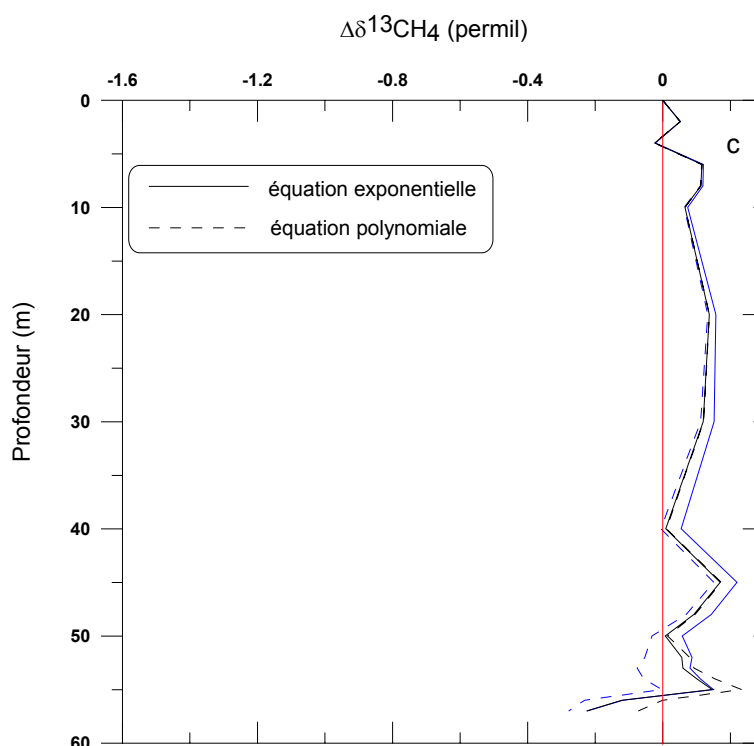 Δδ13CH4 (permil)
-1.6 -1.2 -0.8 -0.4 0
0
C
équation exponentielle
équation polynomiale
10
20
30
40
50
60
Profondeur (m)